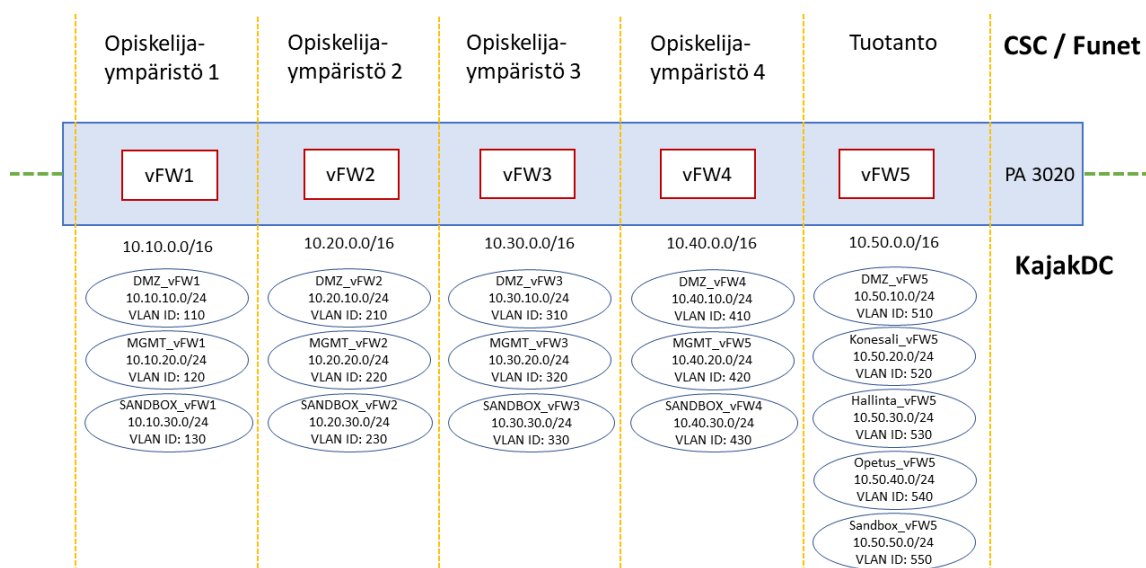 Opiskelija-
ympäristö 1
Opiskelija-
ympäristö 2
Opiskelija-
ympäristö 3
Opiskelija-
ympäristö 4
Tuotanto
CSC / Funet
vFW1
vFW2
vFW3
vFW4
vFW5
PA 3020
10.10.0.0/16
10.20.0.0/16
10.30.0.0/16
10.40.0.0/16
10.50.0.0/16
KajakDC
DMZ_vFW1
10.10.10.0/24
VLAN ID: 110
MGMT_vFW1
10.10.20.0/24
VLAN ID: 120
SANDBOX_vFW1
10.10.30.0/24
VLAN ID: 130
DMZ_vFW2
10.20.10.0/24
VLAN ID: 210
MGMT_vFW2
10.20.20.0/24
VLAN ID: 220
SANDBOX_vFW2
10.20.30.0/24
VLAN ID: 230
DMZ_vFW3
10.30.10.0/24
VLAN ID: 310
MGMT_vFW3
10.30.20.0/24
VLAN ID: 320
SANDBOX_vFW3
10.30.30.0/24
VLAN ID: 330
DMZ_vFW4
10.40.10.0/24
VLAN ID: 410
MGMT_vFW5
10.40.20.0/24
VLAN ID: 420
SANDBOX_vFW4
10.40.30.0/24
VLAN ID: 430
DMZ_vFW5
10.50.10.0/24
VLAN ID: 510
Konesali_vFW5
10.50.20.0/24
VLAN ID: 520
Hallinta_vFW5
10.50.30.0/24
VLAN ID: 530
Opetus_vFW5
10.50.40.0/24
VLAN ID: 540
Sandbox_vFW5
10.50.50.0/24
VLAN ID: 550